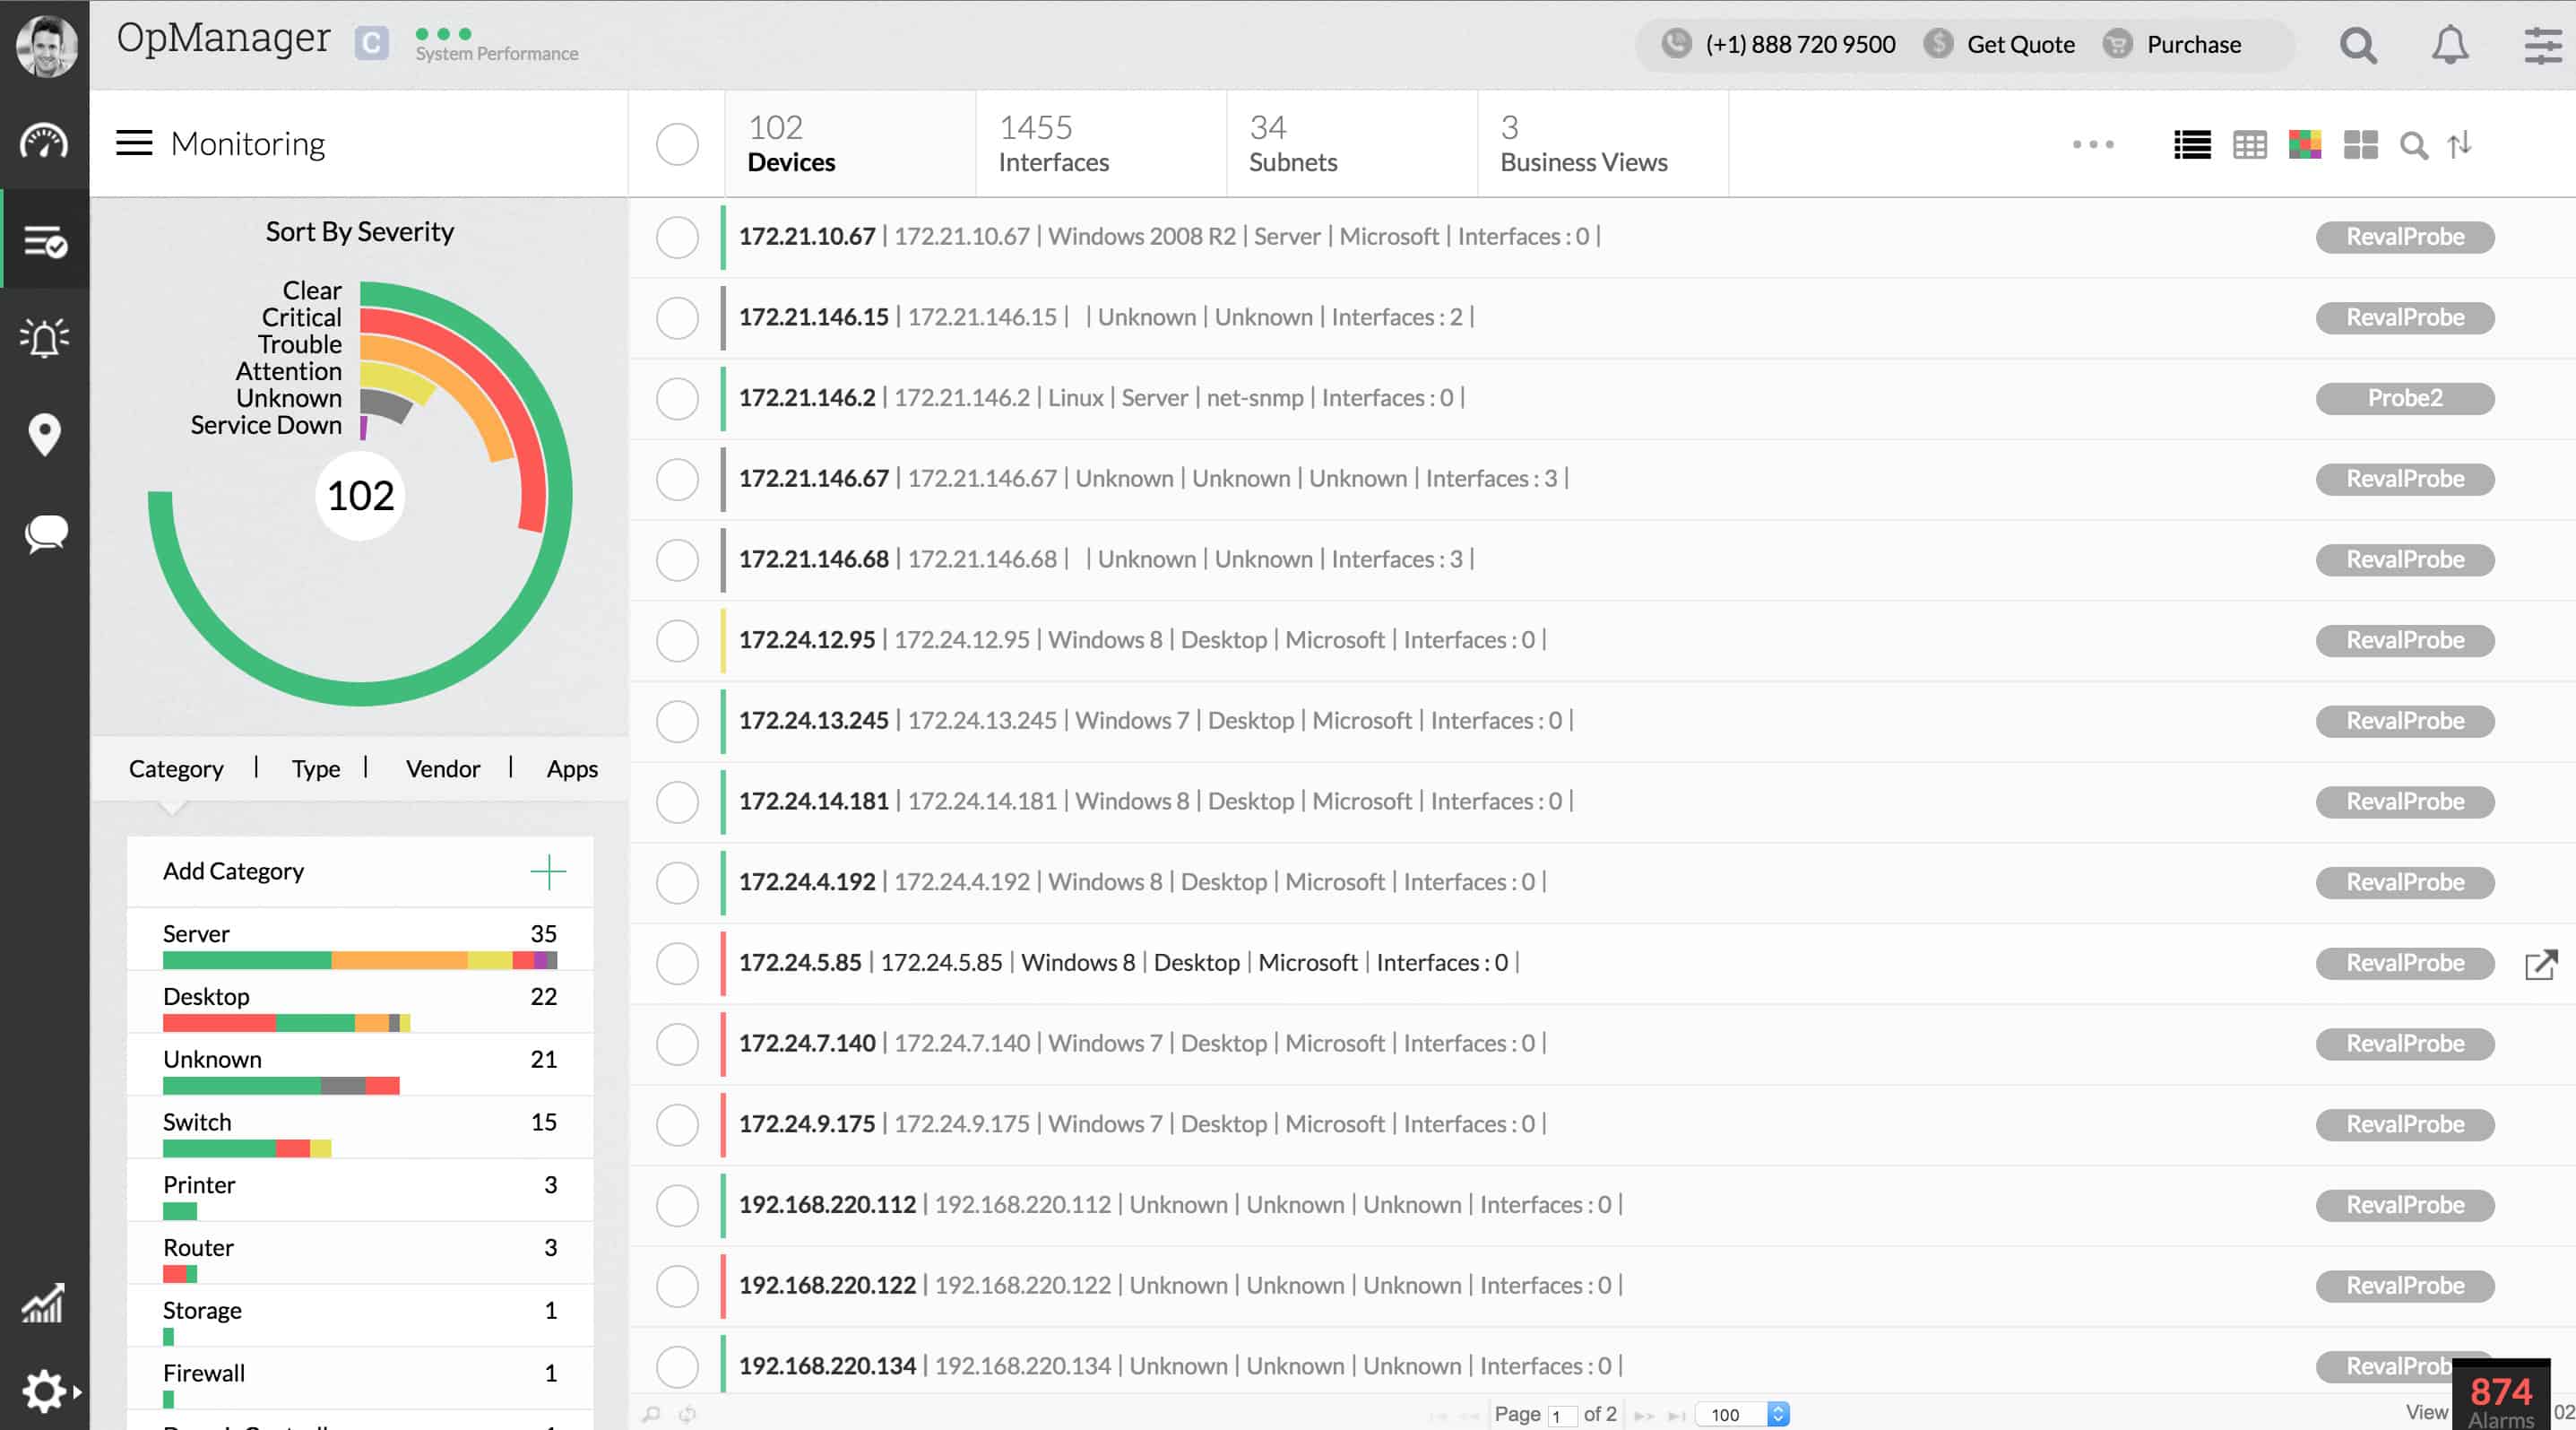 OpManager
C
System Performance
(+1) 888 720 9500
Get Quote
Purchase
Monitoring
102
Devices
1455
Interfaces
34
Subnets
3
Business Views
Sort By Severity
Clear
Critical
Trouble
Attention
Unknown
Service Down
102
Category | Type | Vendor | Apps
Add Category
Server 35
Desktop 22
Unknown 21
Switch 15
Printer 3
Router 3
Storage 1
Firewall 1
172.21.10.67 | 172.21.10.67 | Windows 2008 R2 | Server | Microsoft | Interfaces : 0 | RevalProbe
172.21.146.15 | 172.21.146.15 | | Unknown | Unknown | Interfaces : 2 | RevalProbe
172.21.146.2 | 172.21.146.2 | Linux | Server | net-snmp | Interfaces : 0 | Probe2
172.21.146.67 | 172.21.146.67 | Unknown | Unknown | Unknown | Interfaces : 3 | RevalProbe
172.21.146.68 | 172.21.146.68 | | Unknown | Unknown | Interfaces : 3 | RevalProbe
172.24.12.95 | 172.24.12.95 | Windows 8 | Desktop | Microsoft | Interfaces : 0 | RevalProbe
172.24.13.245 | 172.24.13.245 | Windows 7 | Desktop | Microsoft | Interfaces : 0 | RevalProbe
172.24.14.181 | 172.24.14.181 | Windows 8 | Desktop | Microsoft | Interfaces : 0 | RevalProbe
172.24.4.192 | 172.24.4.192 | Windows 8 | Desktop | Microsoft | Interfaces : 0 | RevalProbe
172.24.5.85 | 172.24.5.85 | Windows 8 | Desktop | Microsoft | Interfaces : 0 | RevalProbe
172.24.7.140 | 172.24.7.140 | Windows 7 | Desktop | Microsoft | Interfaces : 0 | RevalProbe
172.24.9.175 | 172.24.9.175 | Windows 7 | Desktop | Microsoft | Interfaces : 0 | RevalProbe
192.168.220.112 | 192.168.220.112 | Unknown | Unknown | Unknown | Interfaces : 0 | RevalProbe
192.168.220.122 | 192.168.220.122 | Unknown | Unknown | Unknown | Interfaces : 0 | RevalProbe
192.168.220.134 | 192.168.220.134 | Unknown | Unknown | Unknown | Interfaces : 0 | RevalProb
Page 1 of 2
100
View
02
874
Alarms